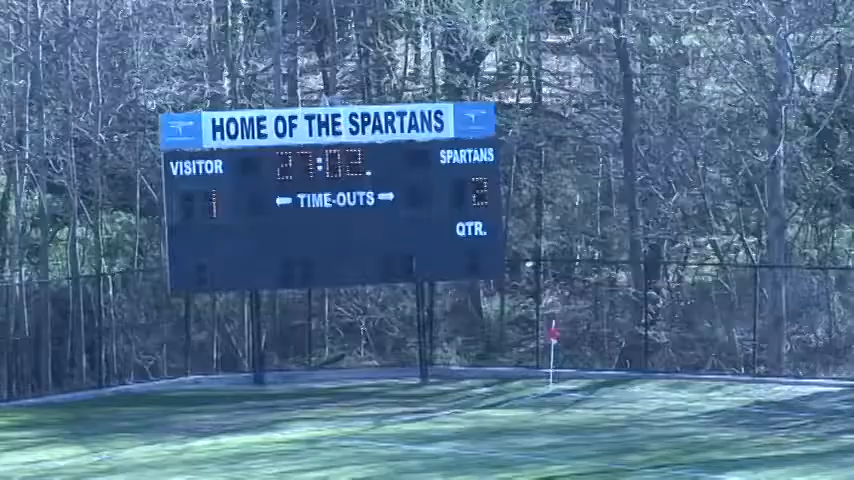 HOME OF THE SPARTANS
VISITOR 27:02. SPARTANS
1 TIME-OUTS 2
QTR.